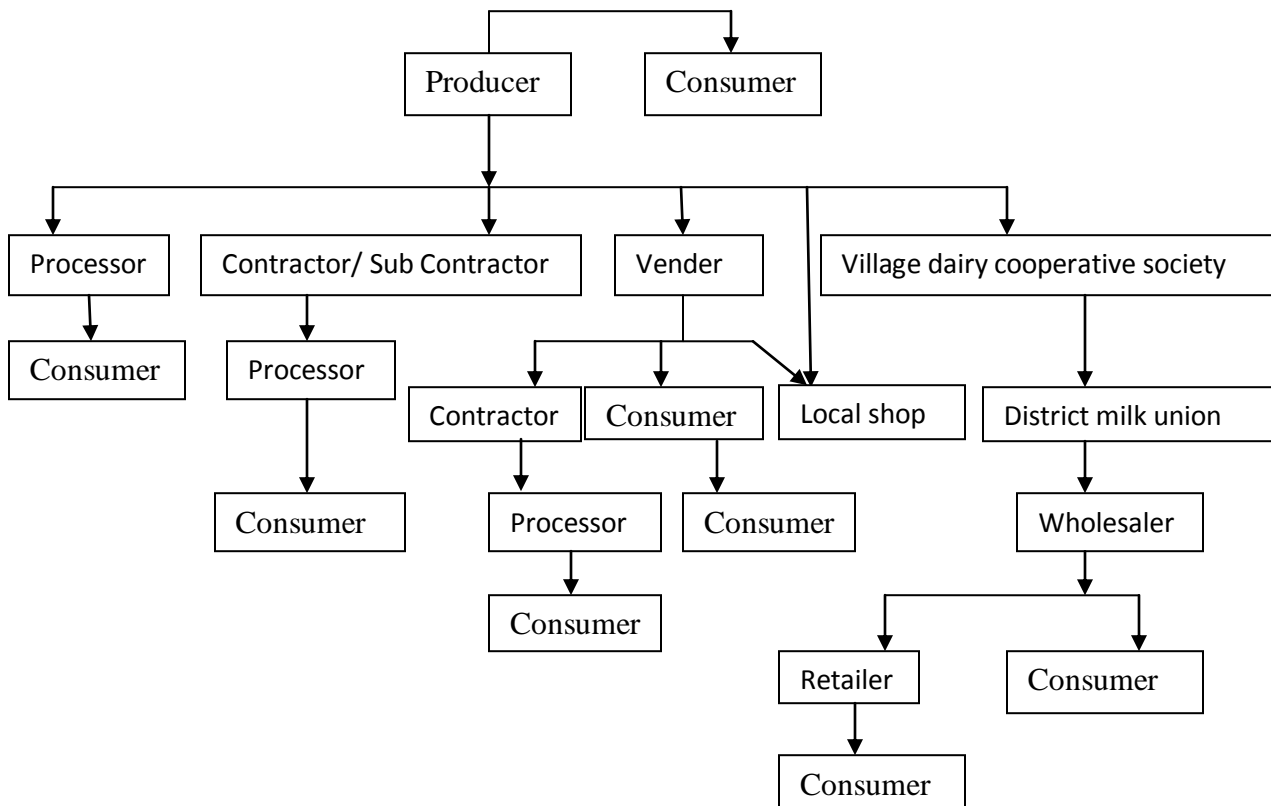 Producer
Consumer
Processor
Contractor/ Sub Contractor
Vender
Village dairy cooperative society
Consumer
Processor
Contractor
Consumer
Local shop
District milk union
Consumer
Processor
Consumer
Wholesaler
Consumer
Retailer
Consumer
Consumer